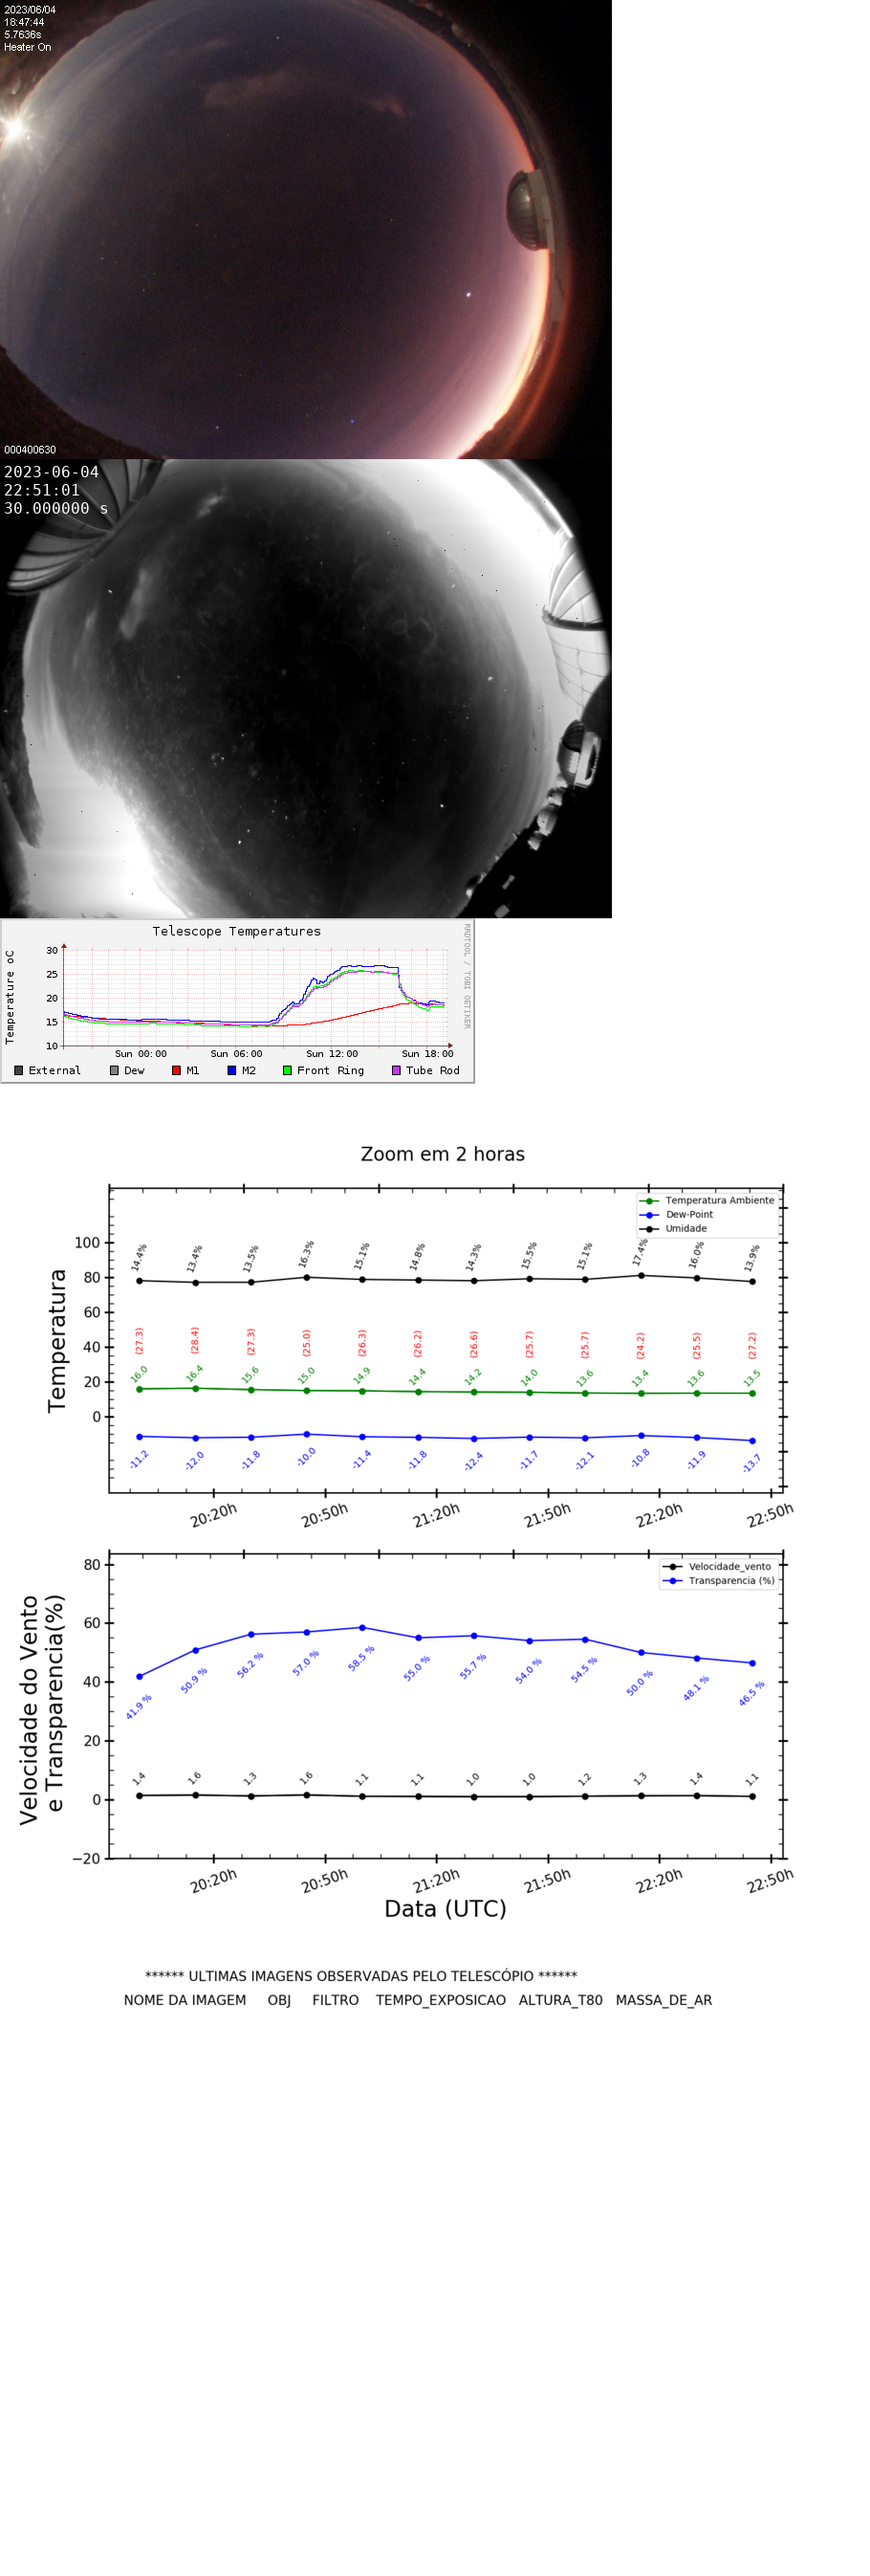 2023/06/04
18:47:44
5.7636s
Heater On
000400630
2023-06-04
22:51:01
30.000000 s
Telescope Temperatures
RRDTOOL / TOBI OETIKER
Temperature oC
30
25
20
15
10
Sun 00:00 Sun 06:00 Sun 12:00 Sun 18:00
External Dew M1 M2 Front Ring Tube Rod
Zoom em 2 horas
Temperatura
Temperatura Ambiente
Dew-Point
Umidade
100
80
60
40
20
0
14.4% 13.4% 13.5% 16.3% 15.1% 14.8% 14.3% 15.5% 15.1% 17.4% 16.0% 13.9%
(27.3) (28.4) (27.3) (25.0) (26.3) (26.2) (26.6) (25.7) (25.7) (24.2) (25.5) (27.2)
16.0 16.4 15.6 15.0 14.9 14.4 14.2 14.0 13.6 13.4 13.6 13.5
-11.2 -12.0 -11.8 -10.0 -11.4 -11.8 -12.4 -11.7 -12.1 -10.8 -11.9 -13.7
20:20h 20:50h 21:20h 21:50h 22:20h 22:50h
Velocidade do Vento
e Transparencia(%)
Velocidade_vento
Transparencia (%)
80
60
40
20
0
−20
41.9 % 50.9 % 56.2 % 57.0 % 58.5 % 55.0 % 55.7 % 54.0 % 54.5 % 50.0 % 48.1 % 46.5 %
1.4 1.6 1.3 1.6 1.1 1.1 1.0 1.0 1.2 1.3 1.4 1.1
20:20h 20:50h 21:20h 21:50h 22:20h 22:50h
Data (UTC)
****** ULTIMAS IMAGENS OBSERVADAS PELO TELESCÓPIO ******
NOME DA IMAGEM OBJ FILTRO TEMPO_EXPOSICAO ALTURA_T80 MASSA_DE_AR